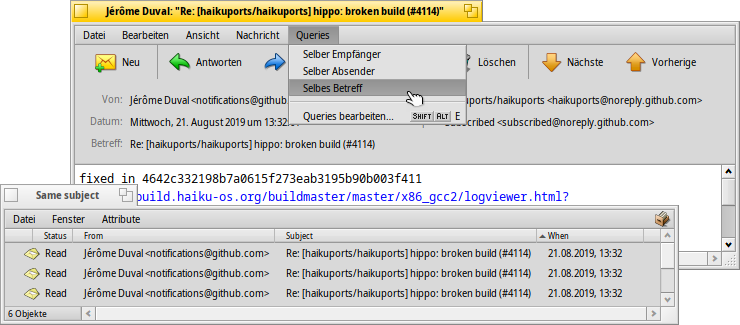 Jérôme Duval: "Re: [haikuports/haikuports] hippo: broken build (#4114)"
Datei Bearbeiten Ansicht Nachricht Queries
Neu Antworten Löschen Nächste Vorherige
Selber Empfänger
Selber Absender
Selbes Betreff
Queries bearbeiten... SHIFT ALT E
Von: Jérôme Duval <notifications@github kuports/haikuports <haikuports@noreply.github.com>
Datum: Mittwoch, 21. August 2019 um 13:32: scribed <subscribed@noreply.github.com>
Betreff: Re: [haikuports/haikuports] hippo: broken build (#4114)
fixed in 4642c332198b7a0615f273eab3195b90b003f411
build.haiku-os.org/buildmaster/master/x86_gcc2/logviewer.html?
Same subject
Datei Fenster Attribute
Status From Subject When
Read Jérôme Duval <notifications@github.com> Re: [haikuports/haikuports] hippo: broken build (#4114) 21.08.2019, 13:32
Read Jérôme Duval <notifications@github.com> Re: [haikuports/haikuports] hippo: broken build (#4114) 21.08.2019, 13:32
Read Jérôme Duval <notifications@github.com> Re: [haikuports/haikuports] hippo: broken build (#4114) 21.08.2019, 13:32
6 Objekte